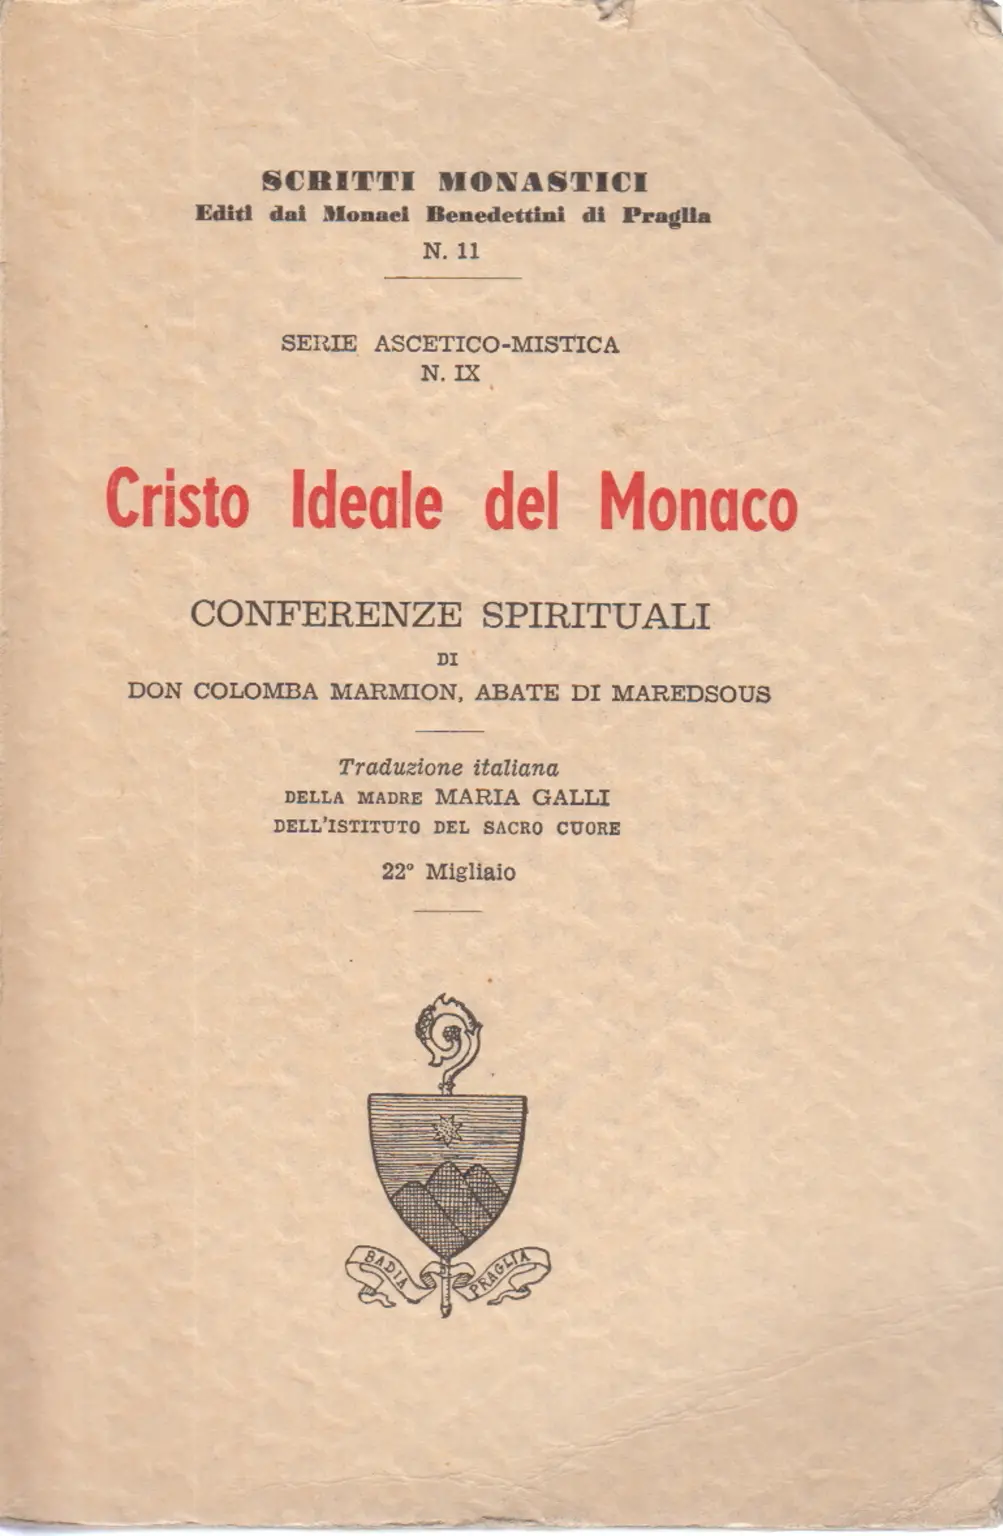 SCRITTI MONASTICI
Editi dai Monaci Benedettini di Praglia
N. 11
SERIE ASCETICO-MISTICA
N. IX
Cristo Ideale del Monaco
CONFERENZE SPIRITUALI
DI
DON COLOMBA MARMION, ABATE DI MAREDSOUS
Traduzione italiana
DELLA MADRE MARIA GALLI
DELL'ISTITUTO DEL SACRO CUORE
22° Migliaio
BADIA DI PRAGLIA